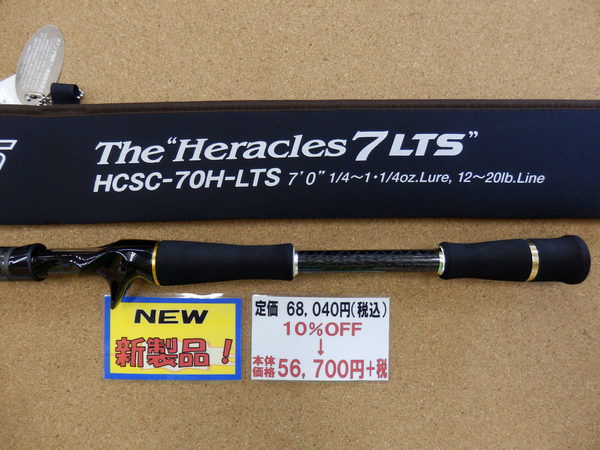 5
The "Heracles 7 LTS"
HCSC-70H-LTS 7'0" 1/4〜1・1/4oz.Lure, 12〜20lb.Line
NEW
新製品！
定価 68,040円(税込)
10%OFF
↓
本体価格 56,700円+税